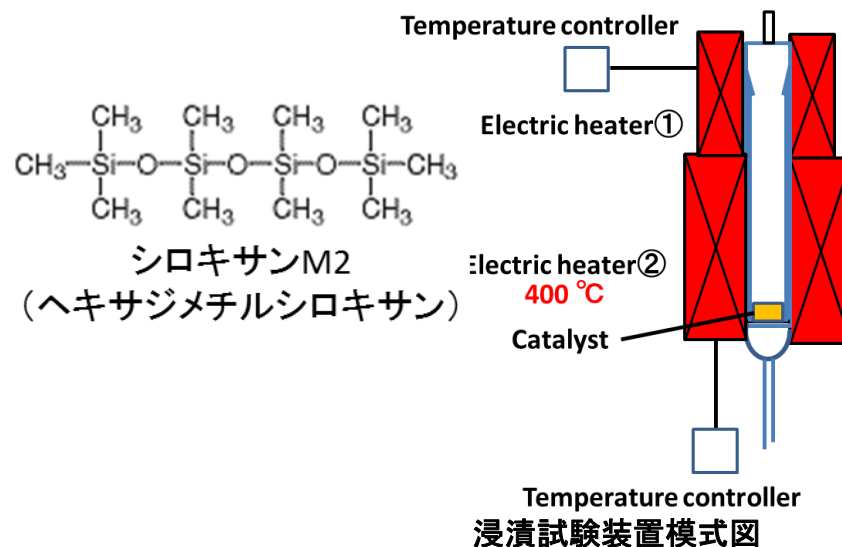 Temperature controller
CH₃ CH₃ CH₃ CH₃
CH₃—Si—O—Si—O—Si—O—Si—CH₃
CH₃ CH₃ CH₃ CH₃
シロキサンM2
(ヘキサジメチルシロキサン)
Electric heater①
Electric heater②
400 ℃
Catalyst
Temperature controller
浸漬試験装置模式図